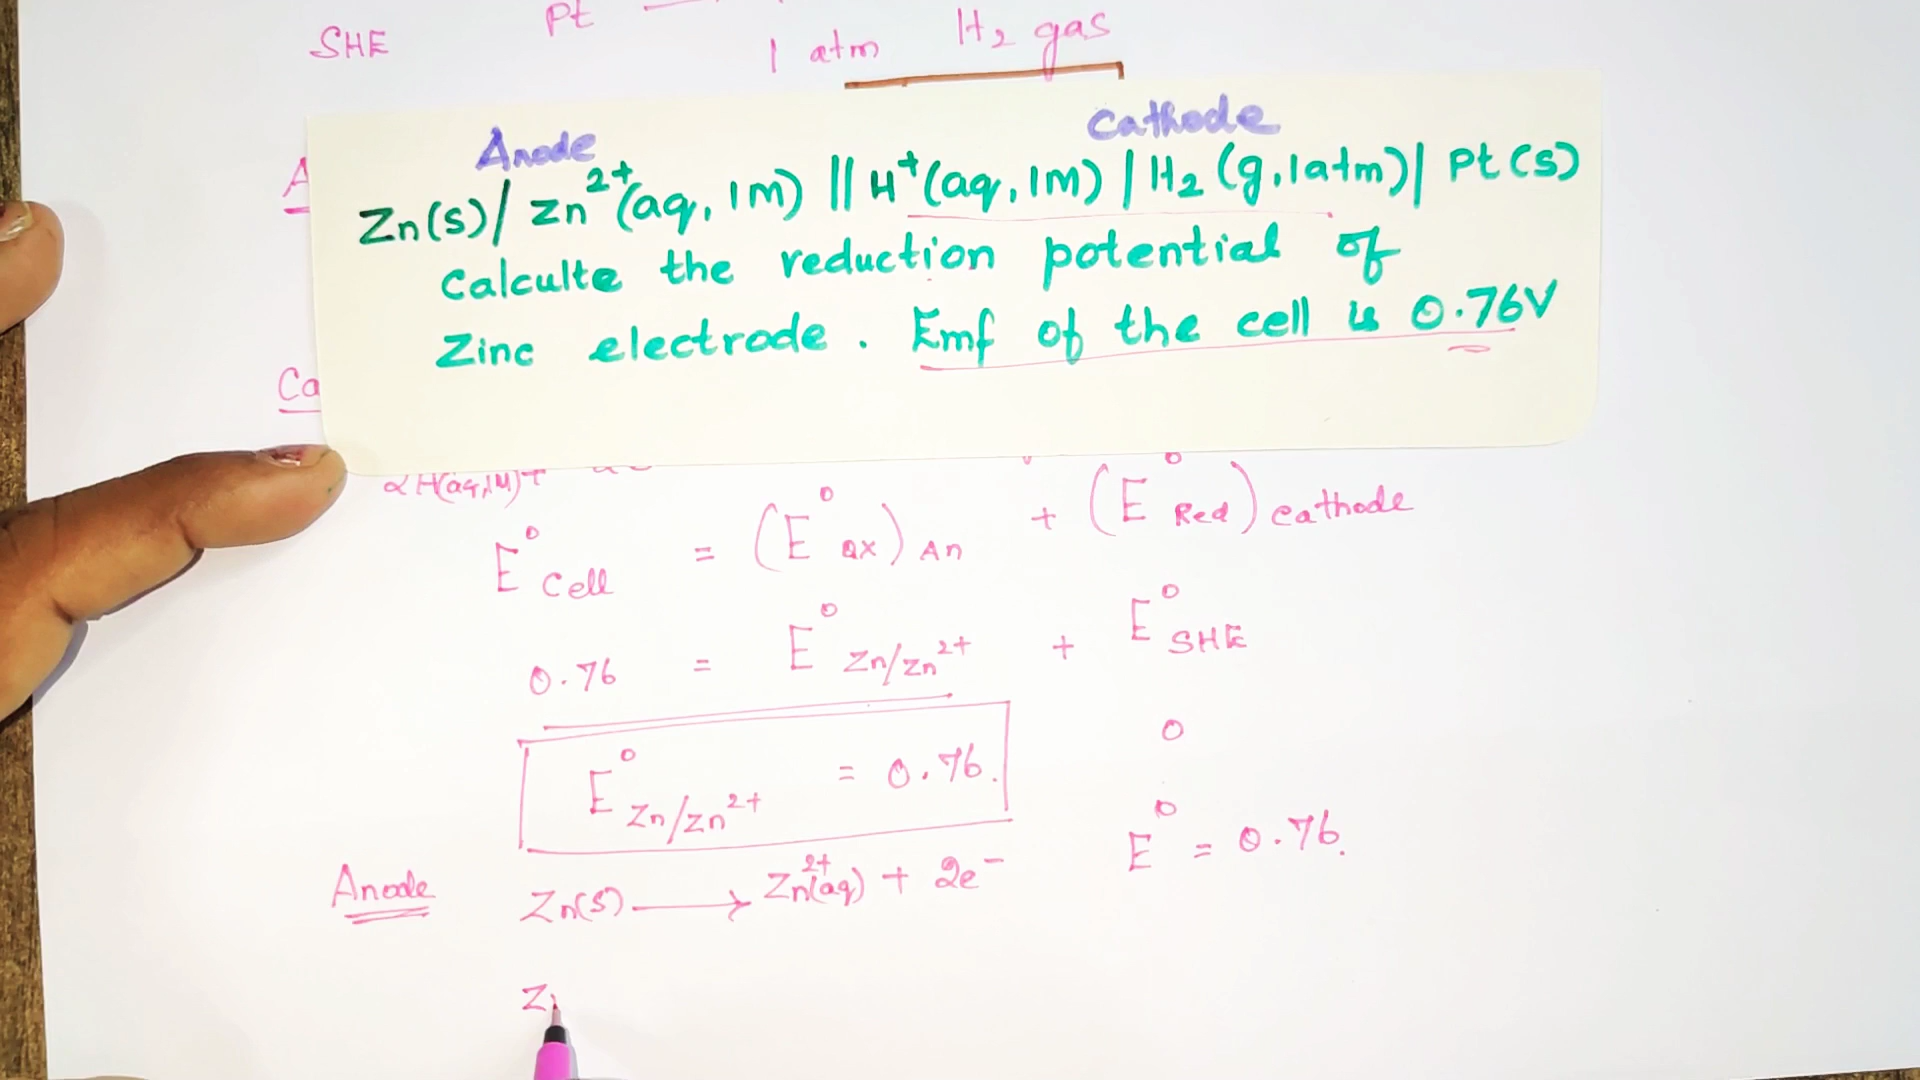 SHE Pt 1 atm H₂ gas
Anode Cathode
Zn(s)/ Zn²⁺(aq, 1M) || H⁺(aq, 1M) | H₂ (g, 1atm) | Pt(s)
Calculte the reduction potential of
Zinc electrode. Emf of the cell is 0.76V
E° Cell = (E° ox) An + (E° Red) cathode
0.76 = E° Zn/Zn²⁺ + E° SHE
E° Zn/Zn²⁺ = 0.76. 0
E° = 0.76.
Anode Zn(s) → Zn²⁺(aq) + 2e⁻